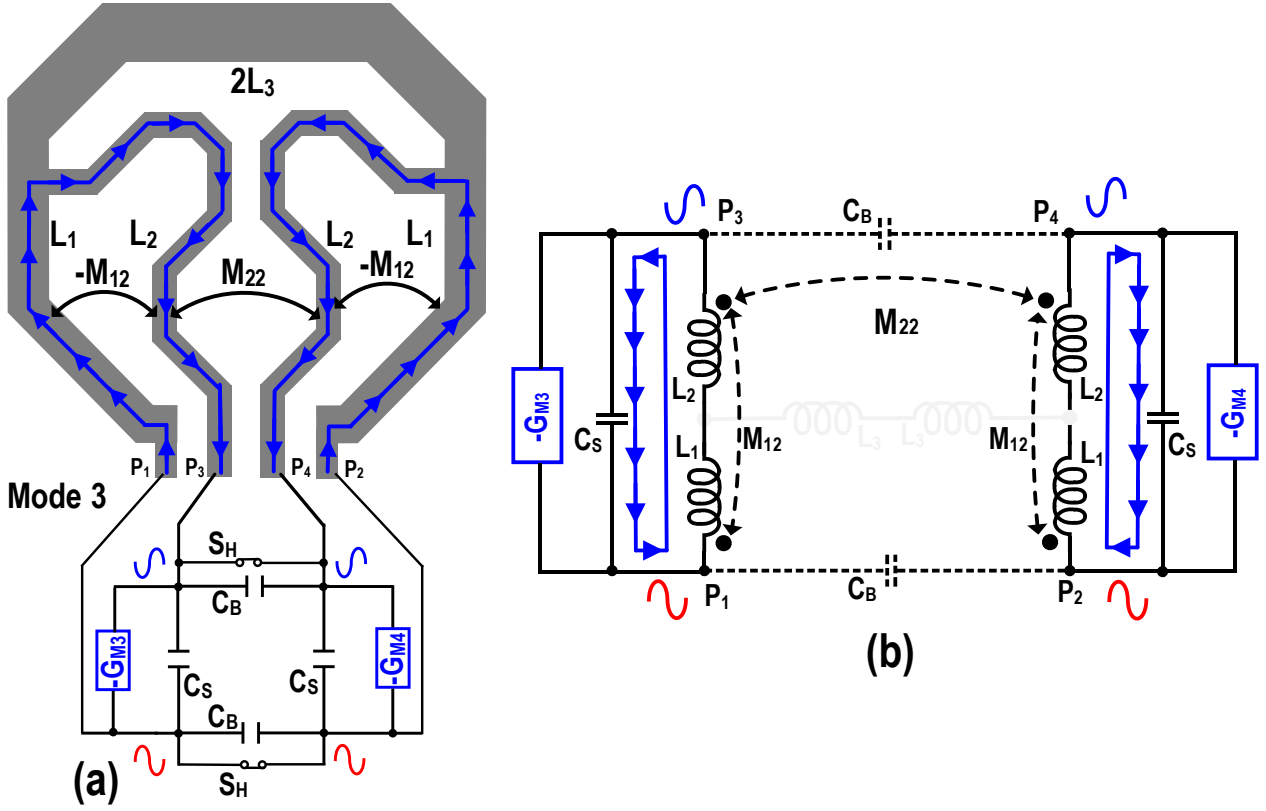 2L3
L1
L2
L2
L1
-M12
M22
-M12
P1
P3
P4
P2
Mode 3
SH
CB
-GM3
-GM4
CS
CS
CB
SH
(a)
P3
CB
P4
M22
-GM3
CS
L2
L1
M12
L3
L3
M12
L2
L1
CS
-GM4
P1
CB
P2
(b)